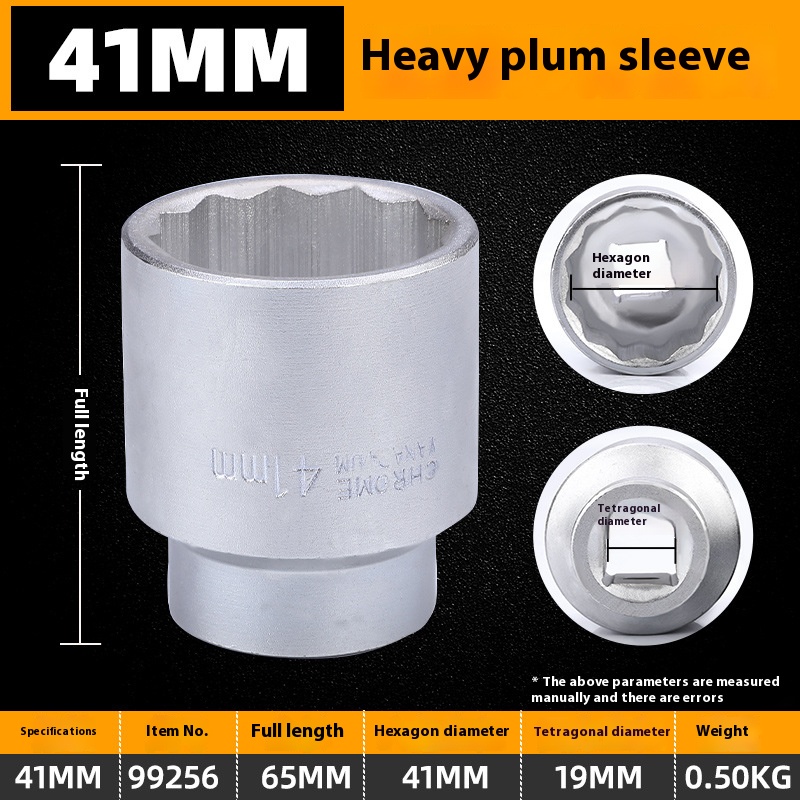 41MM
Heavy plum sleeve
Full length
Hexagon
diameter
41mm
CHROME
Tetragonal
diameter
* The above parameters are measured
manually and there are errors
Specifications Item No. Full length Hexagon diameter Tetragonal diameter Weight
41MM 99256 65MM 41MM 19MM 0.50KG